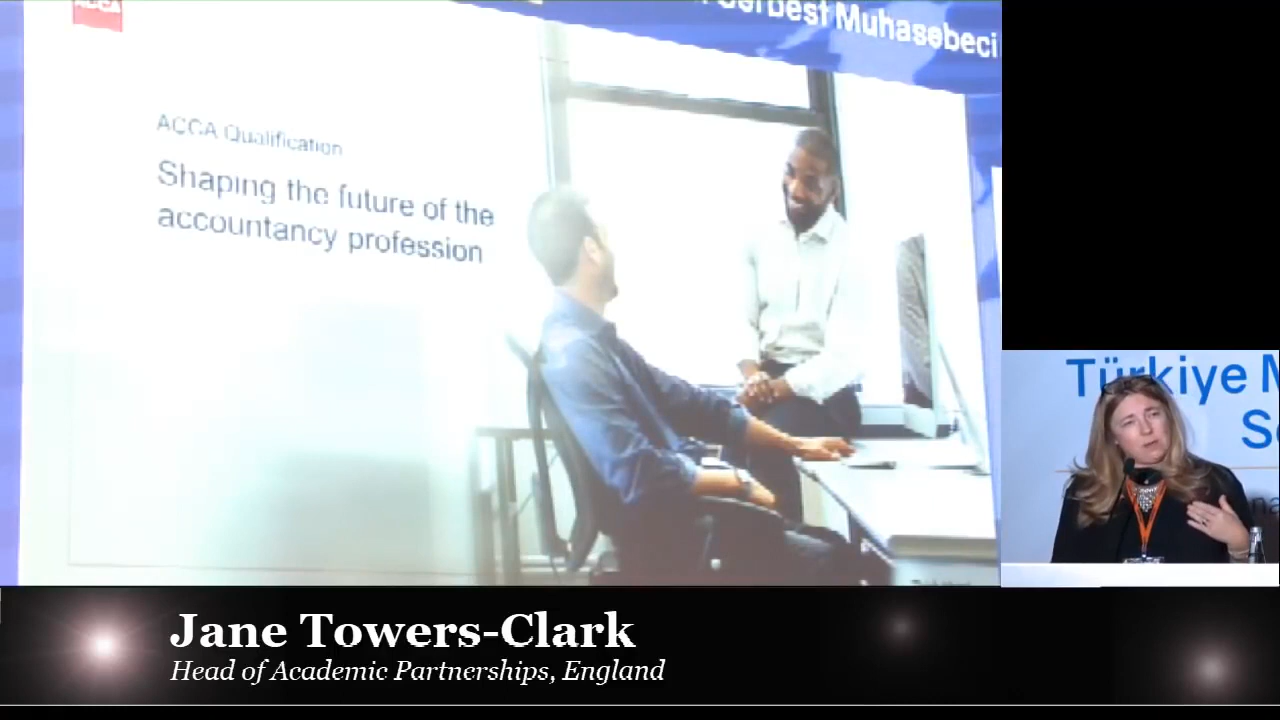 ACCA
Serbest Muhasebeci
ACCA Qualification
Shaping the future of the
accountancy profession
Türkiye M
S
Jane Towers-Clark
Head of Academic Partnerships, England